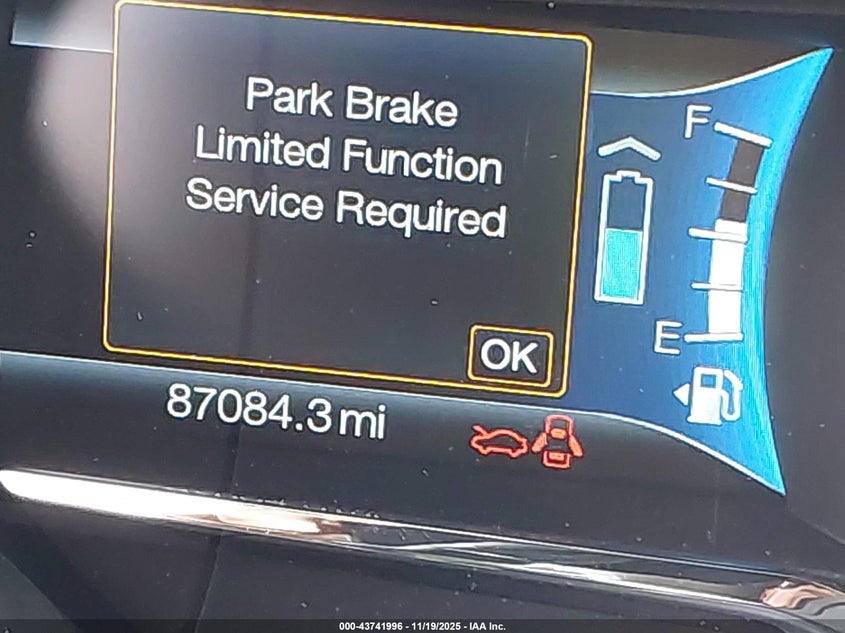 Park Brake
Limited Function
Service Required
OK
F
E
87084.3 mi
000-43741996 - 11/19/2025 - IAA Inc.